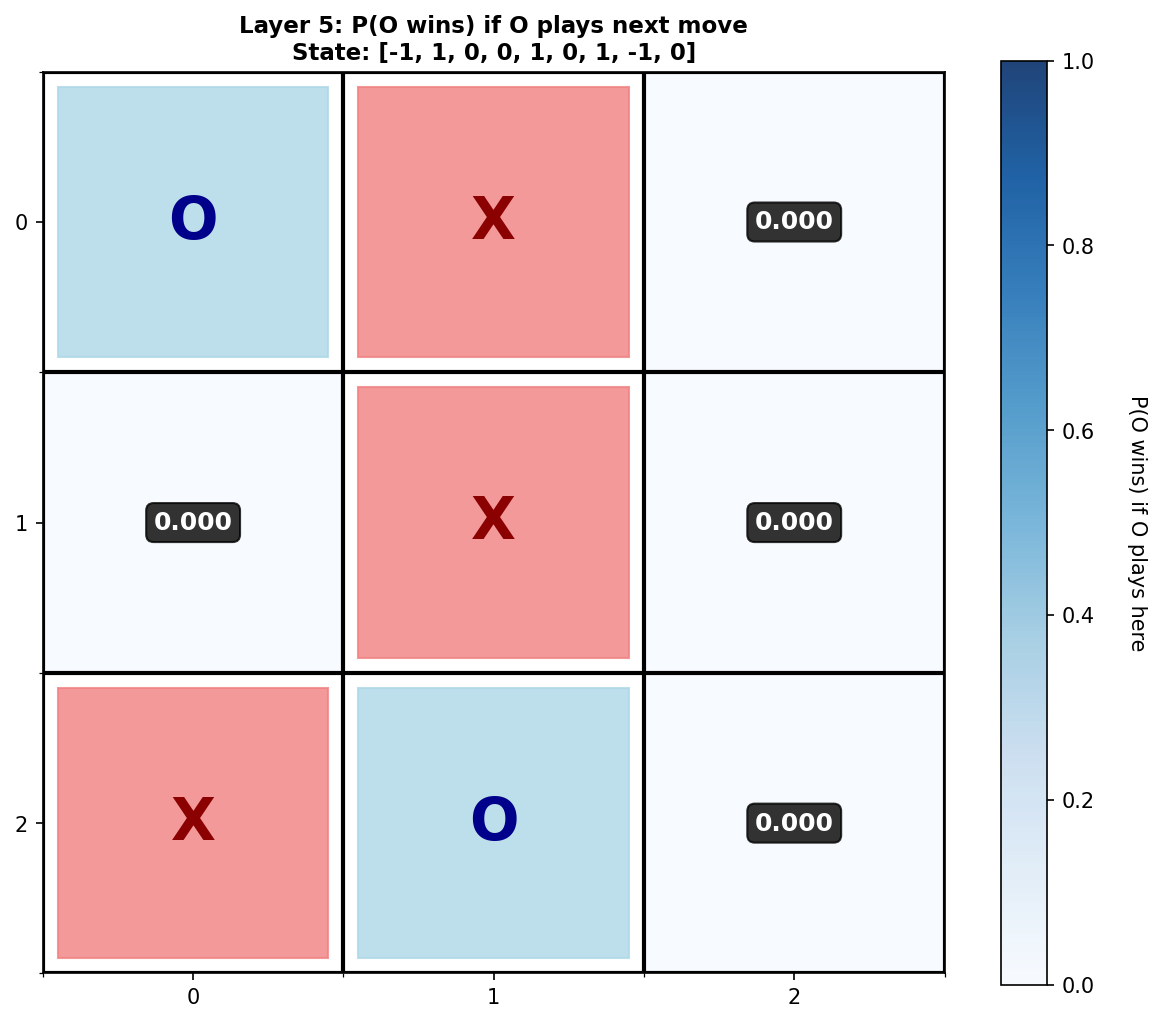 Layer 5: P(O wins) if O plays next move
State: [-1, 1, 0, 0, 1, 0, 1, -1, 0]
0
O
X
0.000
1
0.000
X
0.000
2
X
O
0.000
0
1
2
1.0
0.8
0.6
0.4
0.2
0.0
P(O wins) if O plays here